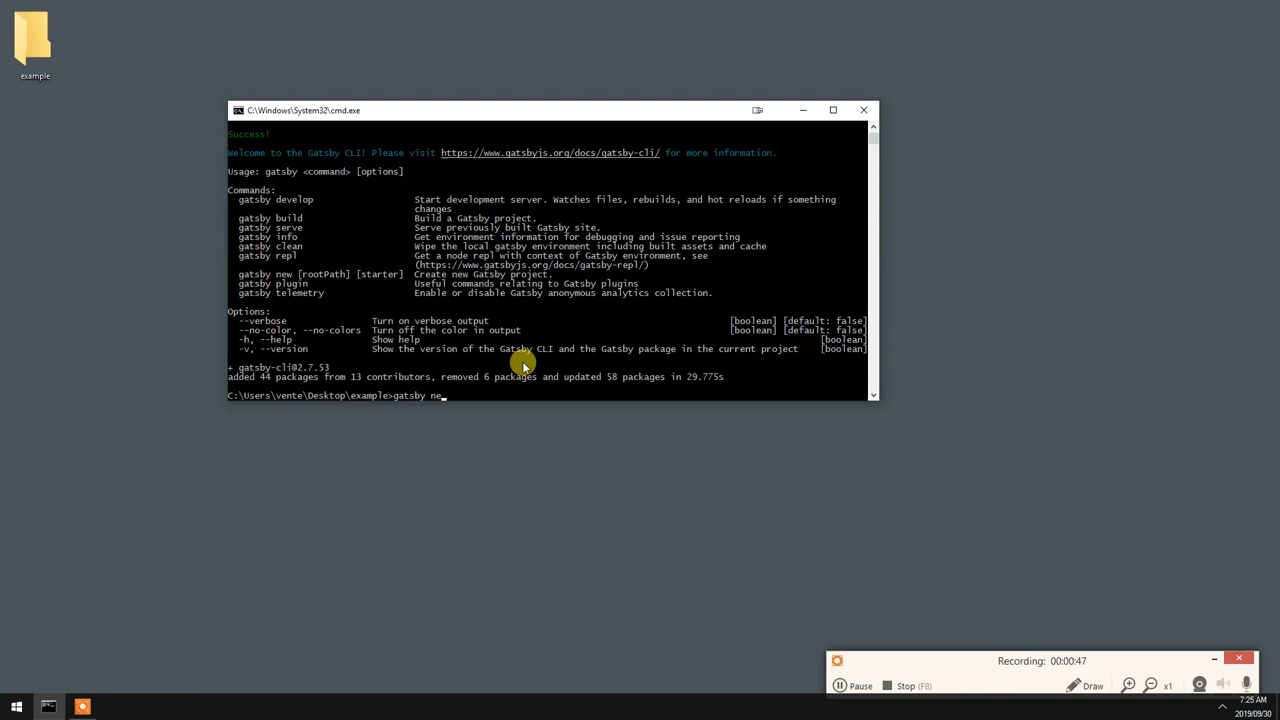 example
C:\Windows\System32\cmd.exe
Success!
Welcome to the Gatsby CLI! Please visit https://www.gatsbyjs.org/docs/gatsby-cli/ for more information.
Usage: gatsby <command> [options]
Commands:
gatsby develop Start development server. Watches files, rebuilds, and hot reloads if something
changes
gatsby build Build a Gatsby project.
gatsby serve Serve previously built Gatsby site.
gatsby info Get environment information for debugging and issue reporting
gatsby clean Wipe the local gatsby environment including built assets and cache
gatsby repl Get a node repl with context of Gatsby environment, see
(https://www.gatsbyjs.org/docs/gatsby-repl/)
gatsby new [rootPath] [starter] Create new Gatsby project.
gatsby plugin Useful commands relating to Gatsby plugins
gatsby telemetry Enable or disable Gatsby anonymous analytics collection.
Options:
--verbose Turn on verbose output [boolean] [default: false]
--no-color, --no-colors Turn off the color in output [boolean] [default: false]
-h, --help Show help [boolean]
-v, --version Show the version of the Gatsby CLI and the Gatsby package in the current project [boolean]
+ gatsby-cli@2.7.53
added 44 packages from 13 contributors, removed 6 packages and updated 58 packages in 29.775s
C:\Users\vente\Desktop\example>gatsby ne
Recording: 00:00:47
Pause Stop (F8) Draw x1
7:25 AM
2019/09/30